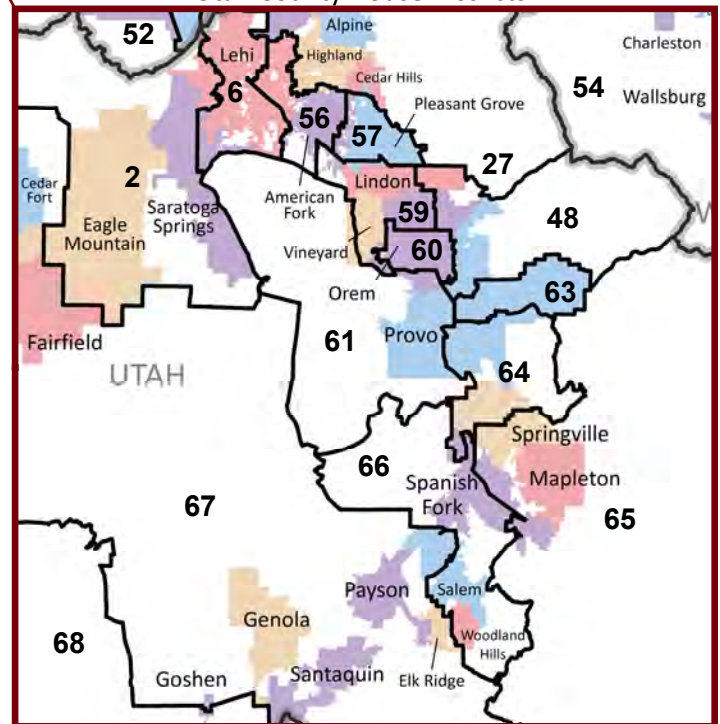 52
Alpine
Lehi
Highland
Charleston
Cedar Hills
54
6
Wallsburg
56
57
Pleasant Grove
27
2
Cedar
Fort
American
Fork
Lindon
Saratoga
Springs
59
48
Eagle
Mountain
Vineyard
60
Orem
63
Fairfield
61
Provo
UTAH
64
Springville
66
Mapleton
Spanish
Fork
65
67
Payson
Salem
Genola
Woodland
Hills
68
Goshen
Santaquin
Elk Ridge